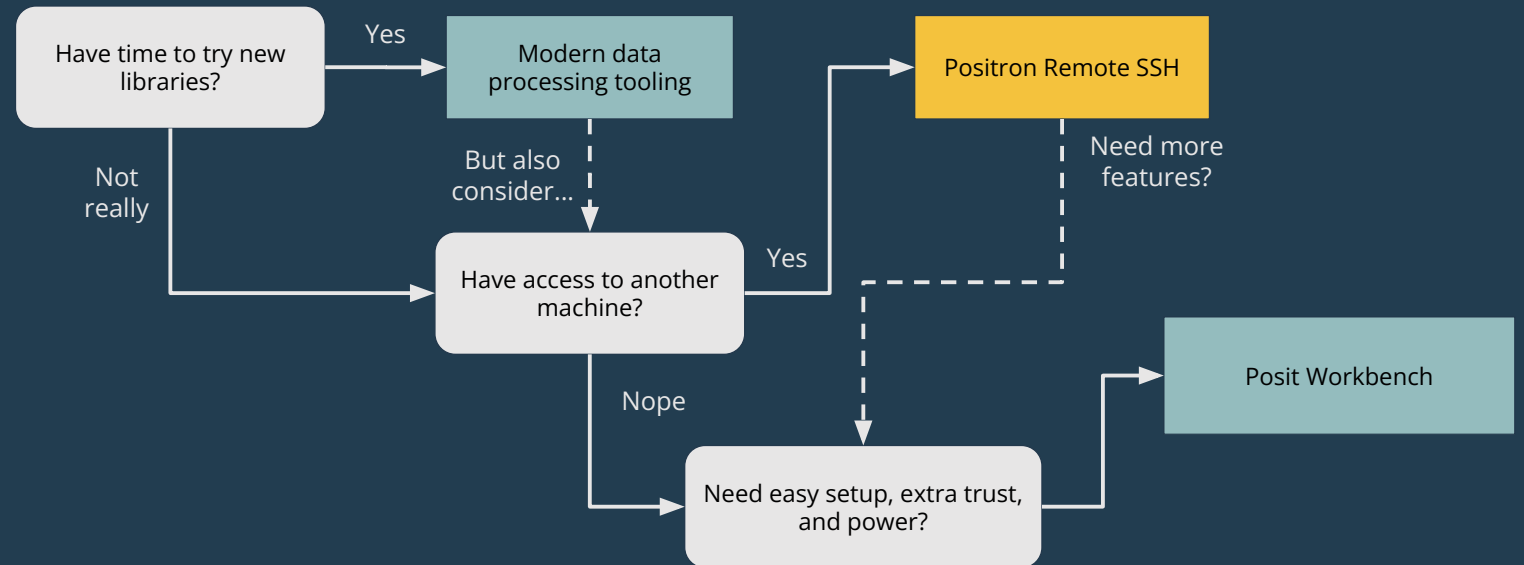 Have time to try new
libraries?
Yes
Modern data
processing tooling
Positron Remote SSH
Not
really
But also
consider...
Need more
features?
Have access to another
machine?
Yes
Nope
Posit Workbench
Need easy setup, extra trust,
and power?